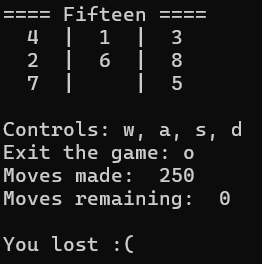 ==== Fifteen ====
4 | 1 | 3
2 | 6 | 8
7 | | 5
Controls: w, a, s, d
Exit the game: o
Moves made: 250
Moves remaining: 0
You lost :(